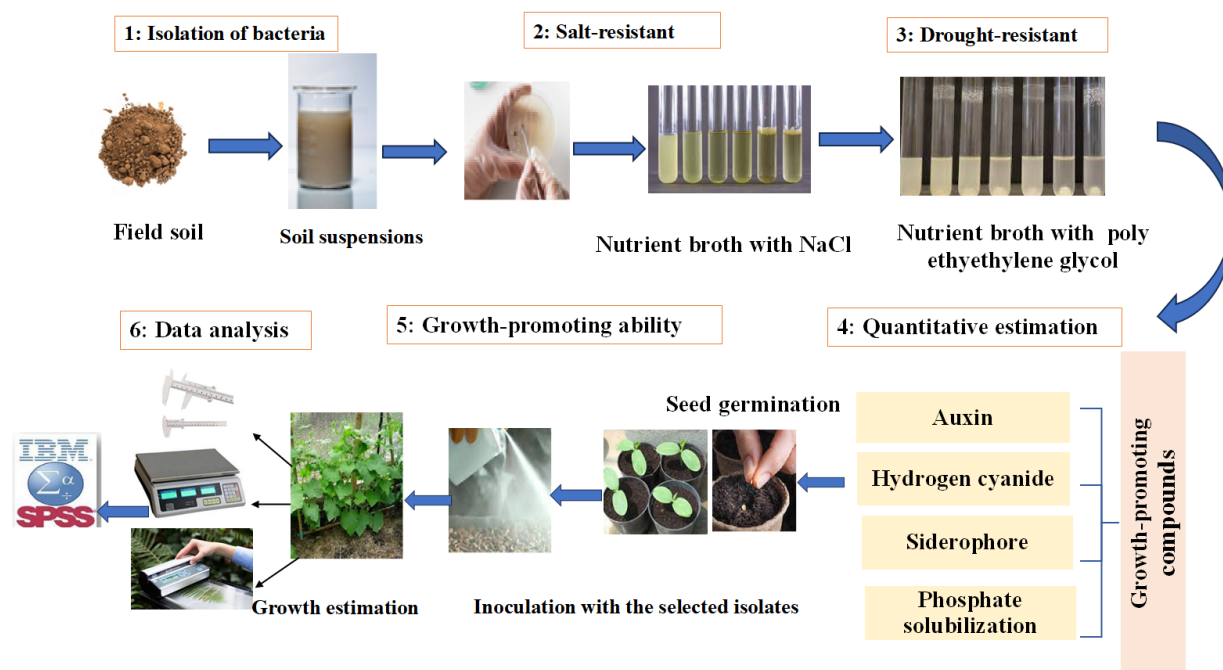 1: Isolation of bacteria
2: Salt-resistant
3: Drought-resistant
Field soil
Soil suspensions
Nutrient broth with NaCl
Nutrient broth with poly
ethyethylene glycol
6: Data analysis
5: Growth-promoting ability
4: Quantitative estimation
Seed germination
Auxin
Hydrogen cyanide
Siderophore
Phosphate
solubilization
Growth-promoting
compounds
IBM
Σα
÷
SPSS
Growth estimation
Inoculation with the selected isolates